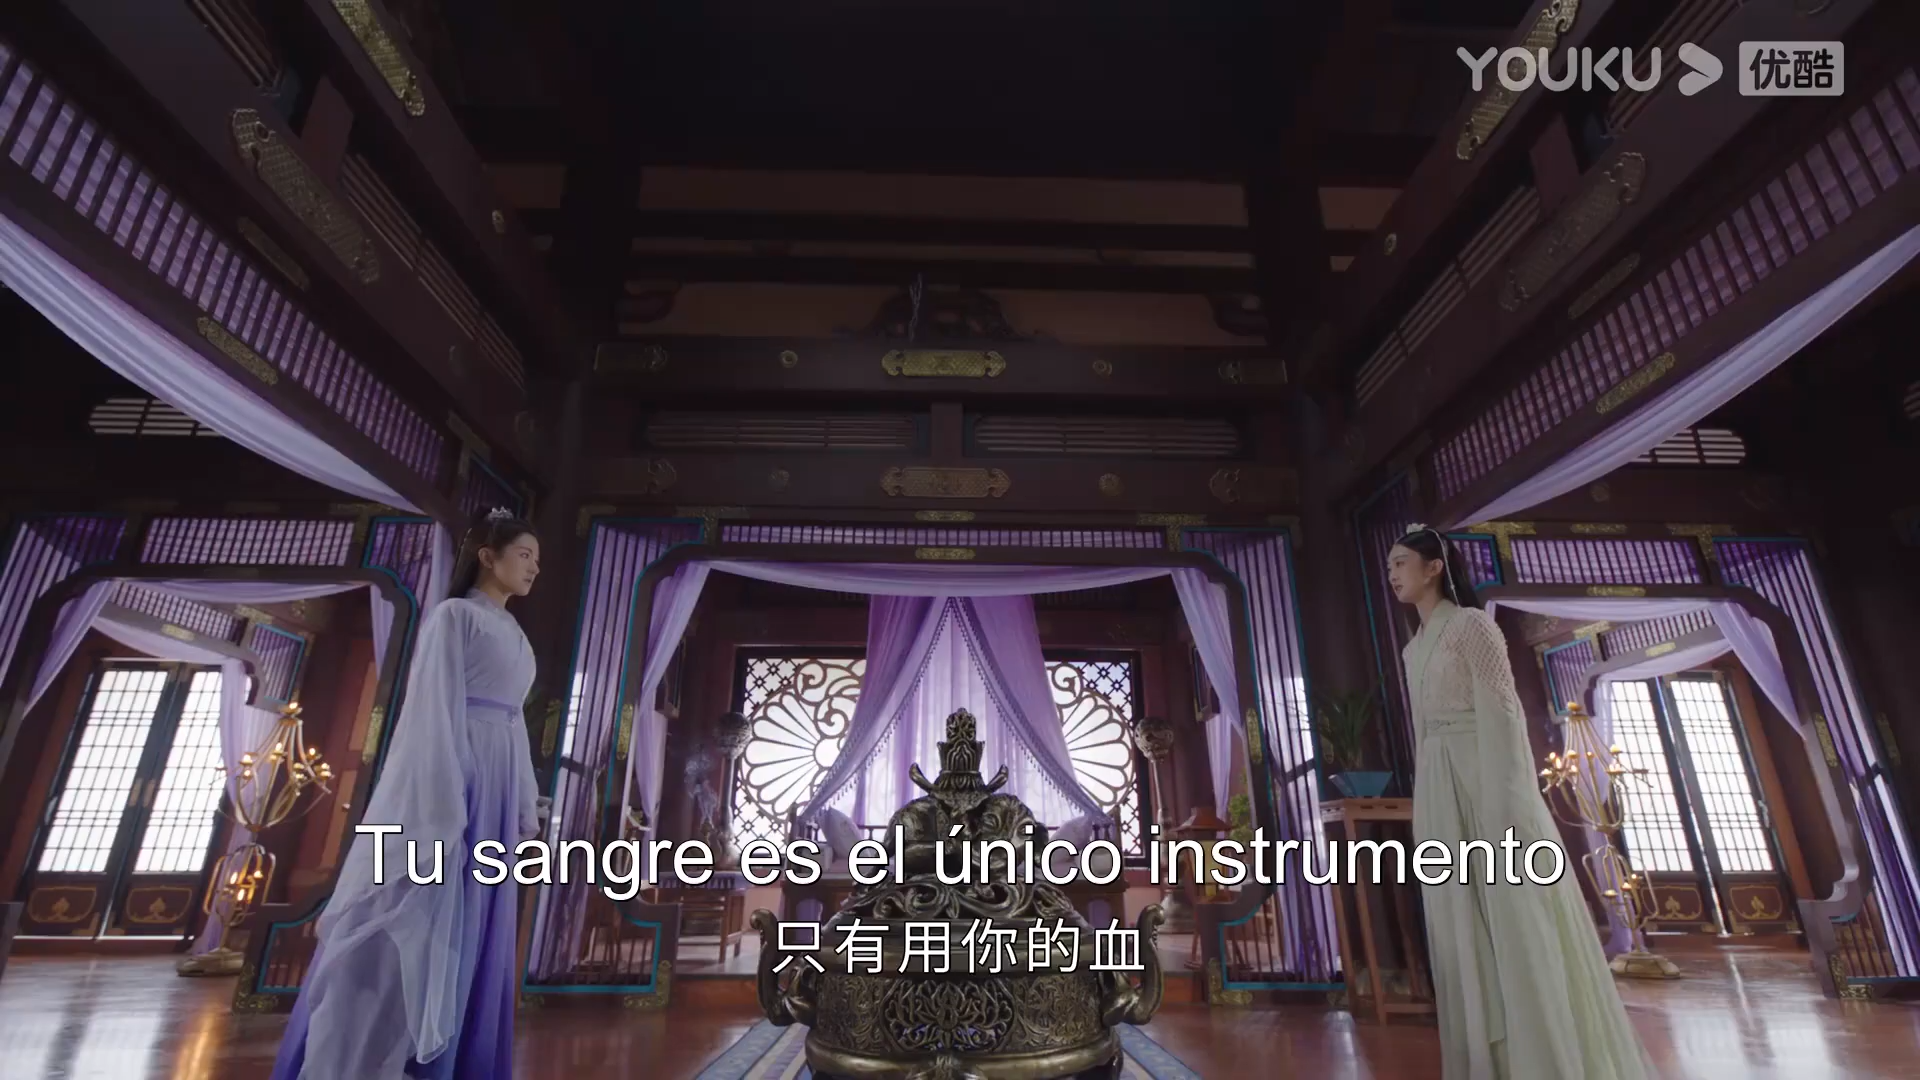 YOUKU 优酷
Tu sangre es el único instrumento
只有用你的血